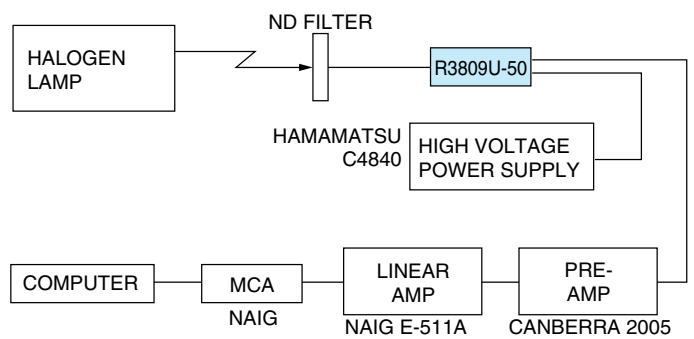 ND FILTER
HALOGEN
LAMP
R3809U-50
HAMAMATSU
C4840
HIGH VOLTAGE
POWER SUPPLY
COMPUTER
MCA
NAIG
LINEAR
AMP
NAIG E-511A
PRE-
AMP
CANBERRA 2005